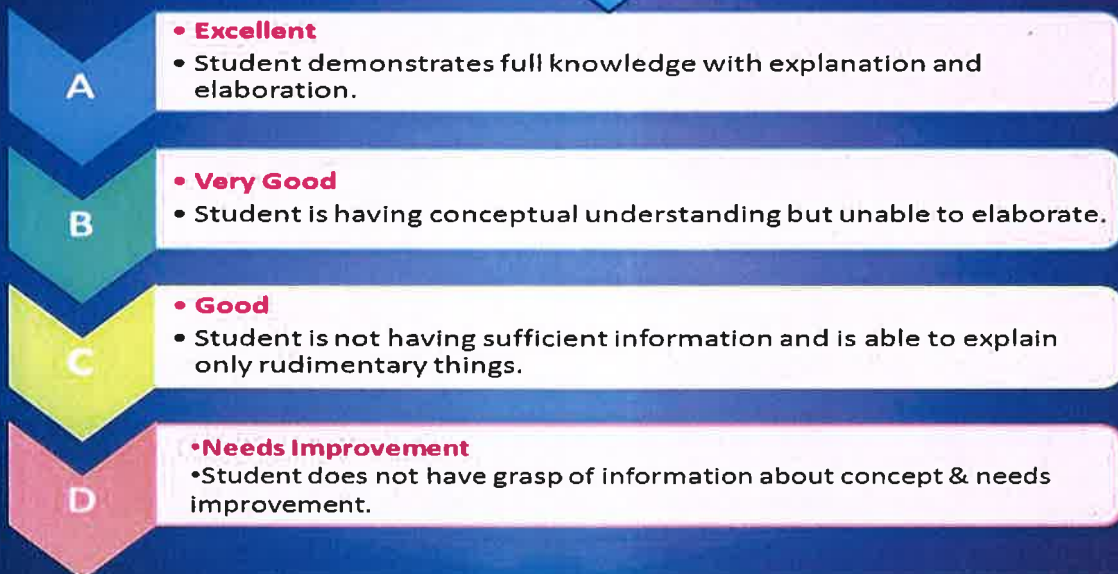 A
• Excellent
• Student demonstrates full knowledge with explanation and
elaboration.
B
• Very Good
• Student is having conceptual understanding but unable to elaborate.
C
• Good
• Student is not having sufficient information and is able to explain
only rudimentary things.
D
•Needs Improvement
•Student does not have grasp of information about concept & needs
improvement.